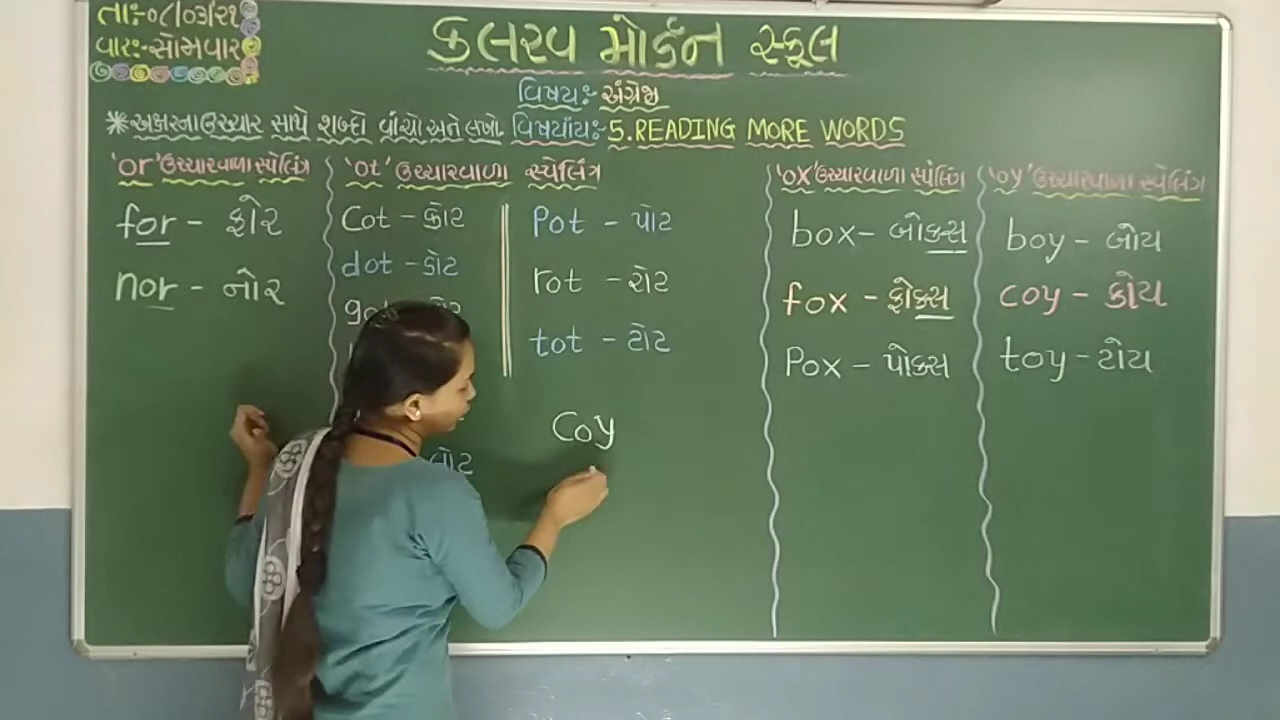 તા:-૦૮/૦૩/૨૧
વાર:-સોમવાર
કલરવ મોર્ડન સ્કૂલ
વિષય:- અંગ્રેજી
*અક્ષરના ઉચ્ચાર સાથે શબ્દો વાંચો અને લખો. વિષયાંય:- 5. READING MORE WORDS
'or' ઉચ્ચારવાળા સ્પેલિંગ
for - ફોર
nor - નોર
'ot' ઉચ્ચારવાળા સ્પેલિંગ
Cot - કોટ
dot - ડોટ
લોટ
Pot - પોટ
rot - રોટ
tot - ટોટ
Coy
'ox' ઉચ્ચારવાળા સ્પેલિંગ
box - બોક્સ
fox - ફોક્સ
Pox - પોક્સ
'oy' ઉચ્ચારવાળા સ્પેલિંગ
boy - બોય
coy - કોય
toy - ટોય